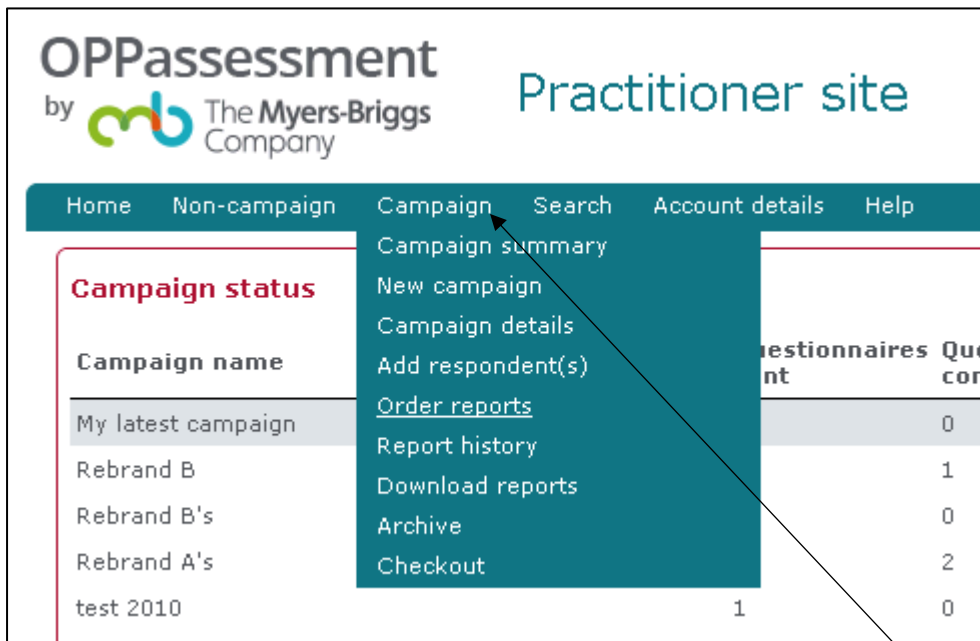 OPPassessment
by The Myers-Briggs Company
Practitioner site
Home Non-campaign Campaign Search Account details Help
Campaign summary
New campaign
Campaign details
Add respondent(s)
Order reports
Report history
Download reports
Archive
Checkout
Campaign status
Campaign name
My latest campaign 0
Rebrand B 1
Rebrand B's 0
Rebrand A's 2
test 2010 1 0